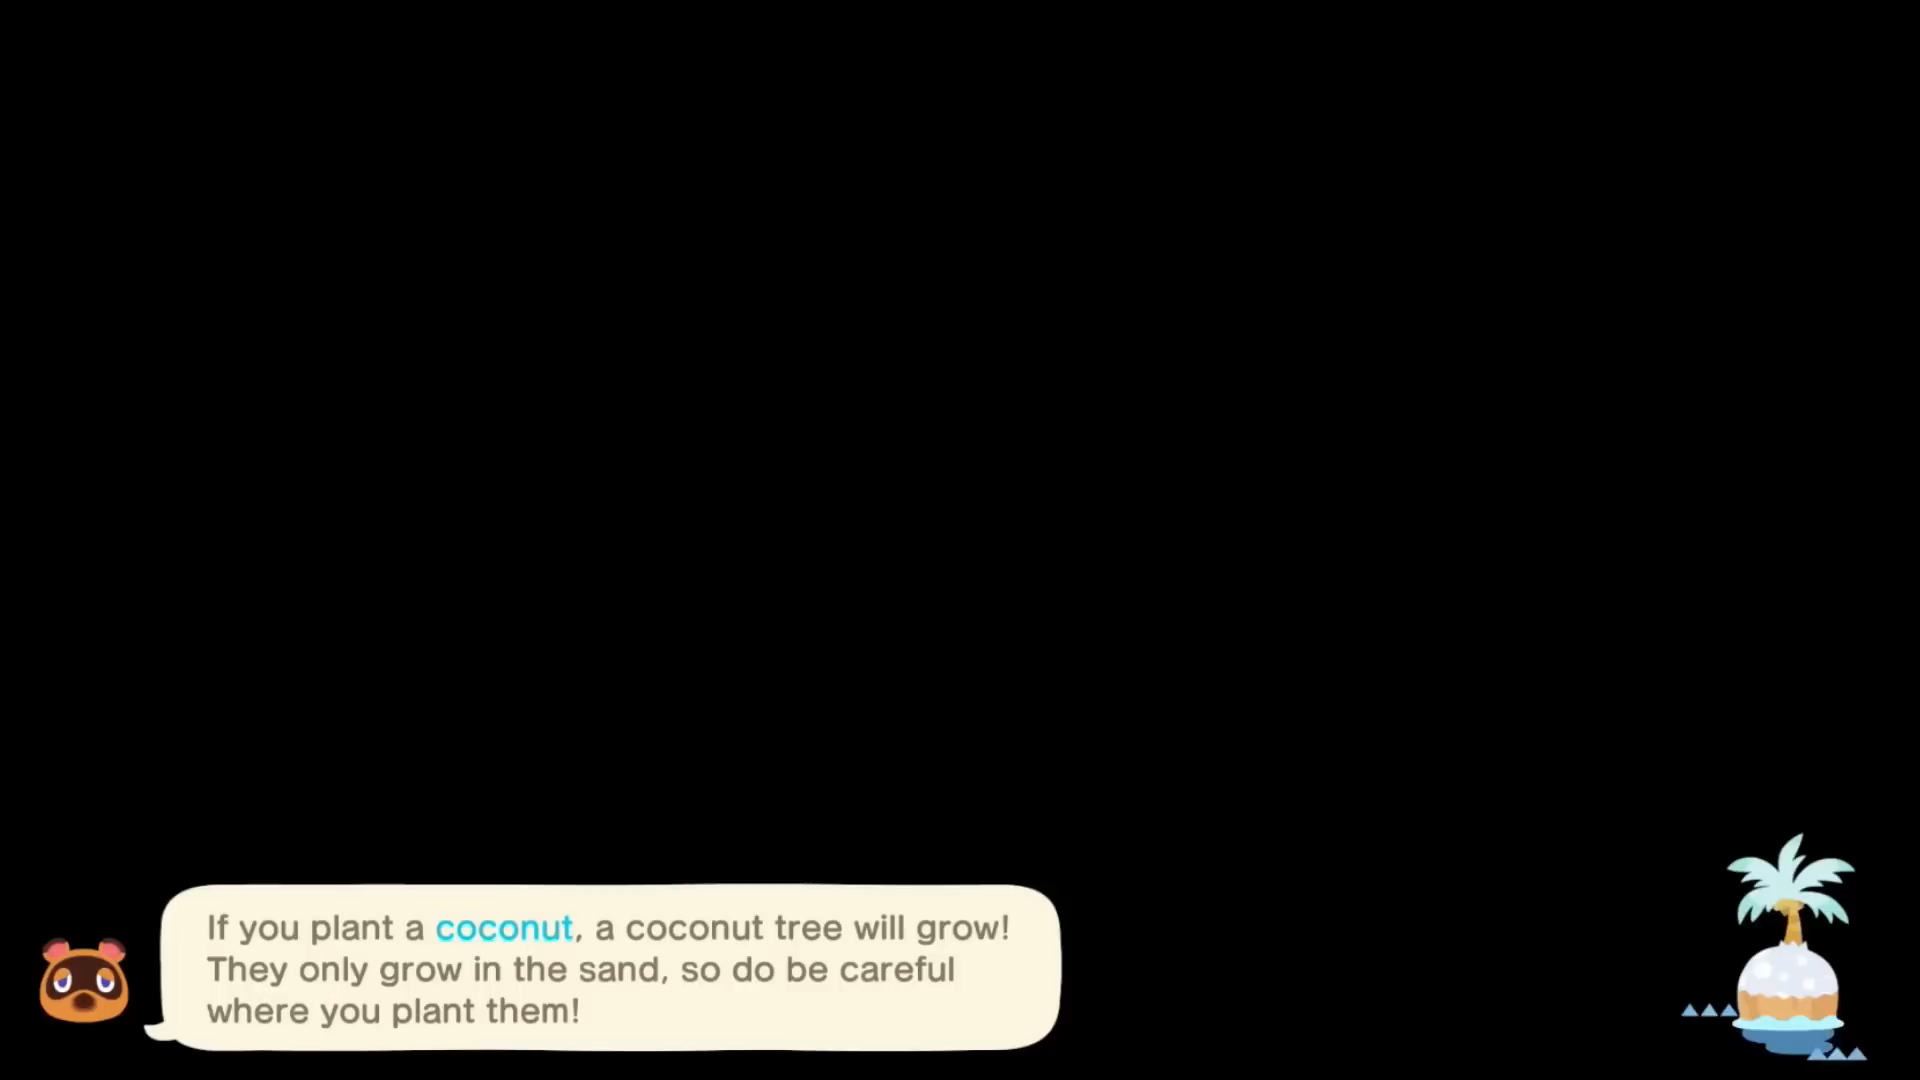 If you plant a coconut, a coconut tree will grow!
They only grow in the sand, so do be careful
where you plant them!